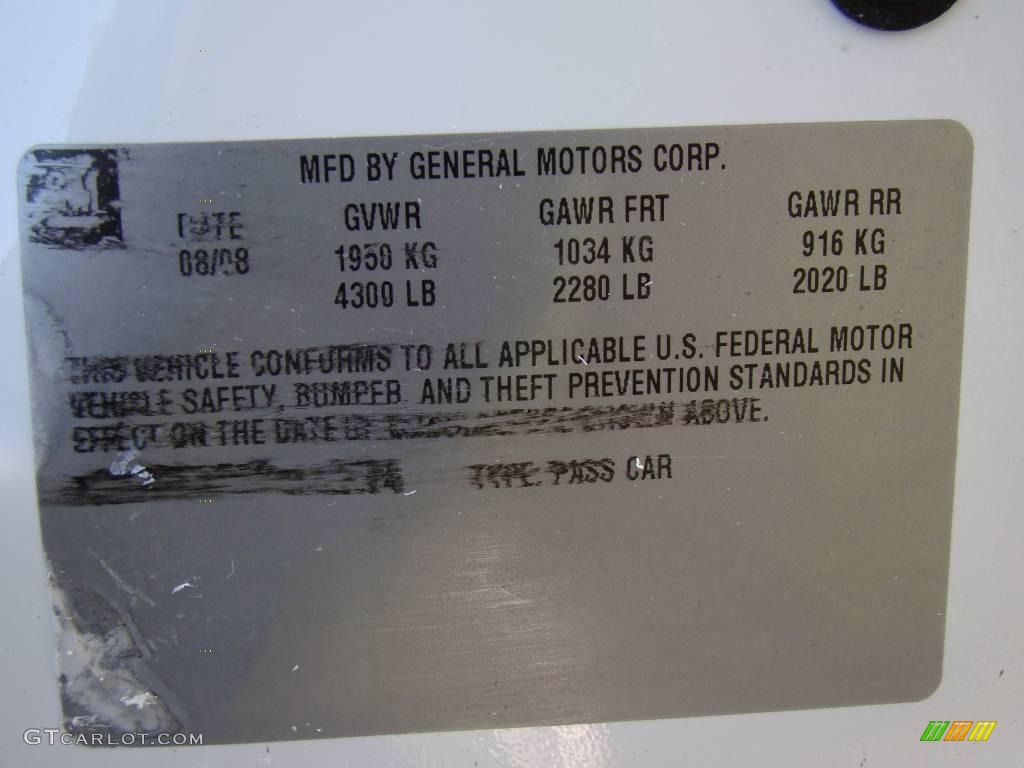 MFD BY GENERAL MOTORS CORP.
DATE GVWR GAWR FRT GAWR RR
08/08 1950 KG 1034 KG 916 KG
4300 LB 2280 LB 2020 LB
THIS VEHICLE CONFORMS TO ALL APPLICABLE U.S. FEDERAL MOTOR
VEHICLE SAFETY, BUMPER, AND THEFT PREVENTION STANDARDS IN
EFFECT ON THE DATE OF SHOWN ABOVE.
TYPE: PASS CAR
GTCARLOT.COM